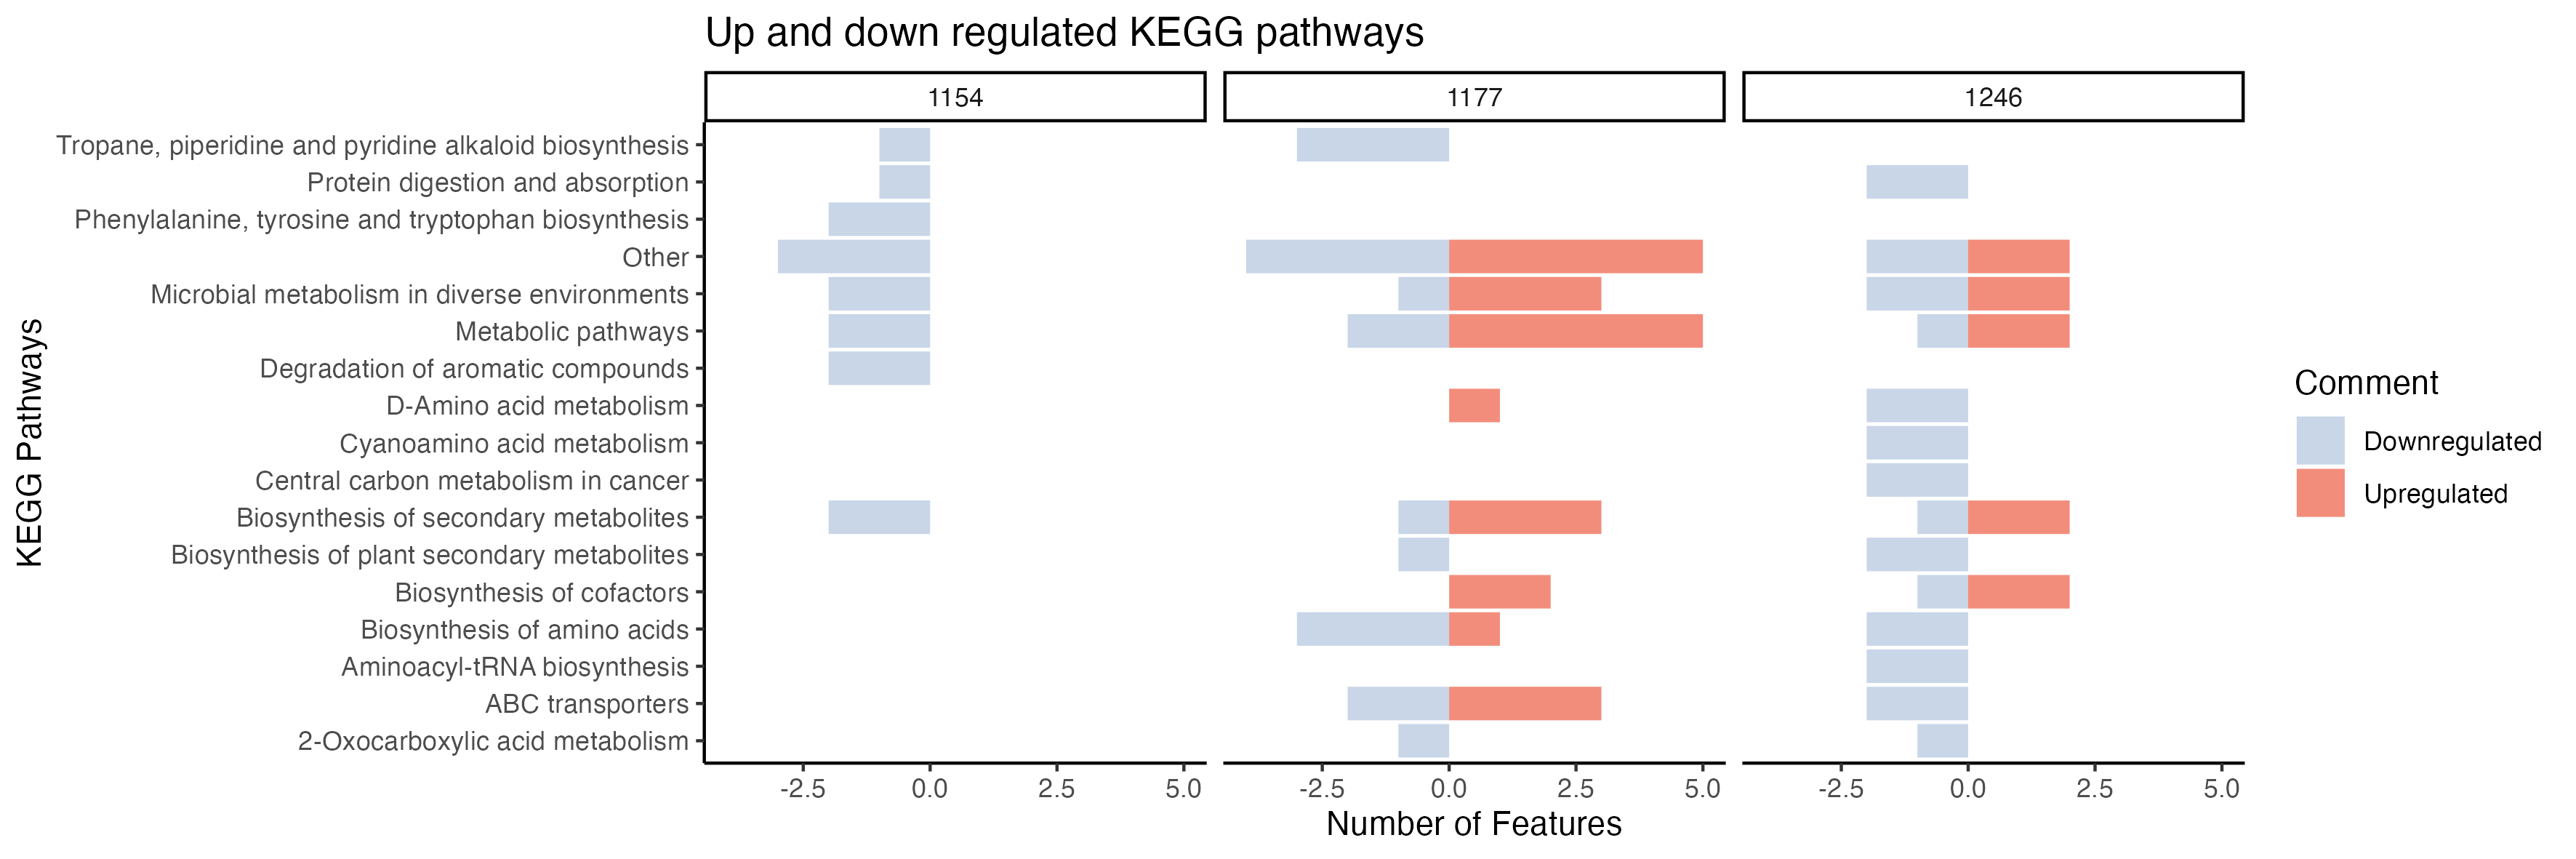 Up and down regulated KEGG pathways
1154
1177
1246
KEGG Pathways
Tropane, piperidine and pyridine alkaloid biosynthesis
Protein digestion and absorption
Phenylalanine, tyrosine and tryptophan biosynthesis
Other
Microbial metabolism in diverse environments
Metabolic pathways
Degradation of aromatic compounds
D-Amino acid metabolism
Cyanoamino acid metabolism
Central carbon metabolism in cancer
Biosynthesis of secondary metabolites
Biosynthesis of plant secondary metabolites
Biosynthesis of cofactors
Biosynthesis of amino acids
Aminoacyl-tRNA biosynthesis
ABC transporters
2-Oxocarboxylic acid metabolism
-2.5 0.0 2.5 5.0
-2.5 0.0 2.5 5.0
-2.5 0.0 2.5 5.0
Number of Features
Comment
Downregulated
Upregulated